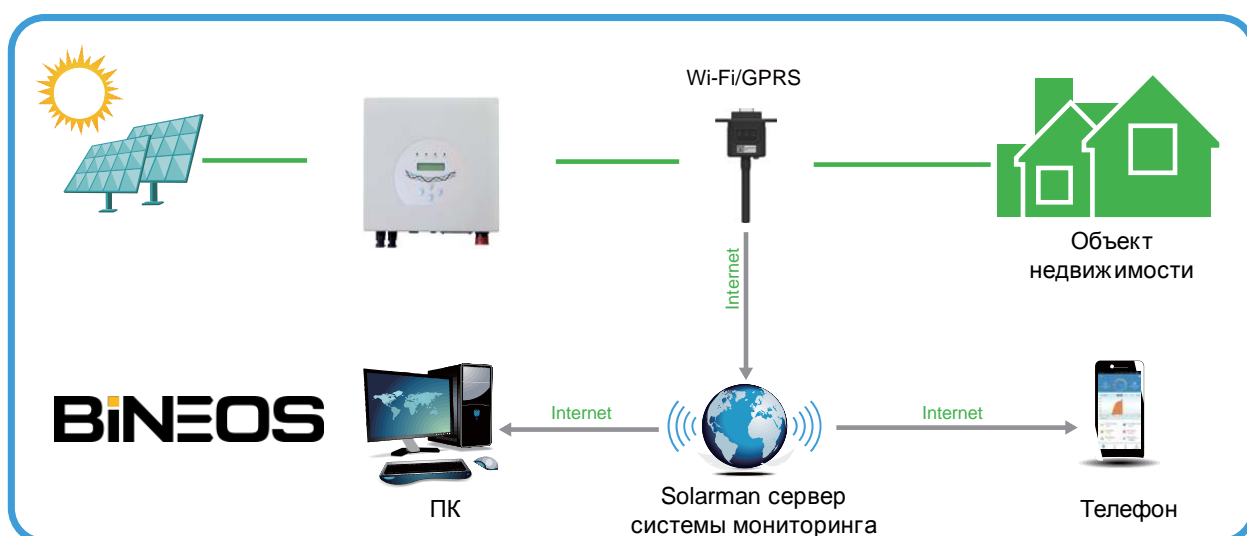 Wi-Fi/GPRS
Объект
недвижимости
Internet
BiNEOS
Internet
Internet
ПК
Solarman сервер
системы мониторинга
Телефон